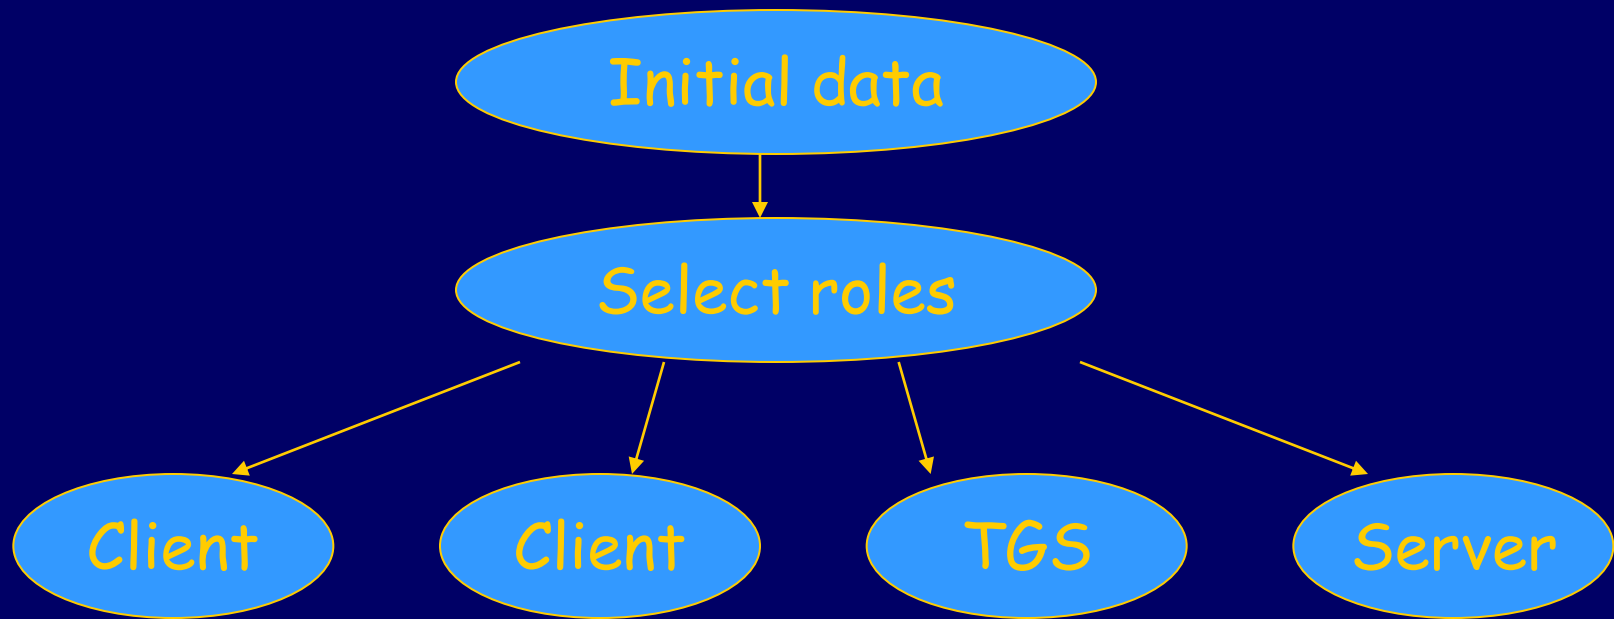 Initial data
Select roles
Client
Client
TGS
Server